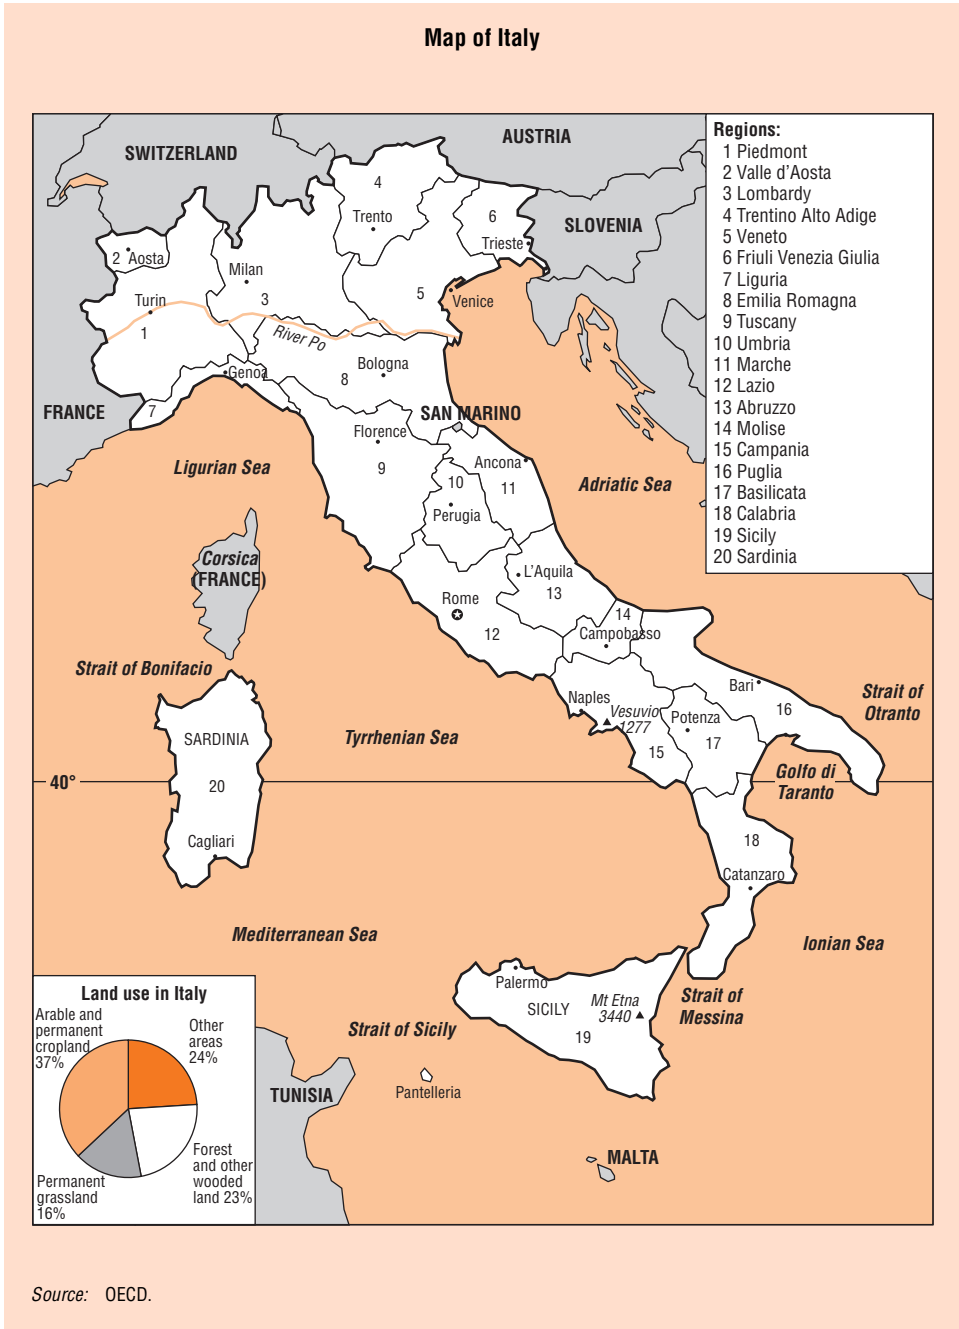 Map of Italy
SWITZERLAND
AUSTRIA
SLOVENIA
FRANCE
SAN MARINO
4
Trento
6
Trieste
2 Aosta
Milan
3
5
Venice
Turin
1
River Po
Bologna
8
Genoa
7
Florence
9
Ancona
10
11
Perugia
Ligurian Sea
Adriatic Sea
Corsica
(FRANCE)
L'Aquila
13
Rome
12
14
Campobasso
Strait of Bonifacio
Bari
16
Strait of
Otranto
Naples
Vesuvio
1277
Potenza
17
15
SARDINIA
20
Cagliari
Tyrrhenian Sea
40°
Golfo di
Taranto
18
Catanzaro
Mediterranean Sea
Ionian Sea
Palermo
SICILY
Mt Etna
3440
19
Strait of
Messina
Strait of Sicily
Pantelleria
TUNISIA
MALTA
Regions:
1 Piedmont
2 Valle d'Aosta
3 Lombardy
4 Trentino Alto Adige
5 Veneto
6 Friuli Venezia Giulia
7 Liguria
8 Emilia Romagna
9 Tuscany
10 Umbria
11 Marche
12 Lazio
13 Abruzzo
14 Molise
15 Campania
16 Puglia
17 Basilicata
18 Calabria
19 Sicily
20 Sardinia
Land use in Italy
Arable and
permanent
cropland
37%
Other
areas
24%
Forest
and other
wooded
land 23%
Permanent
grassland
16%
Source: OECD.